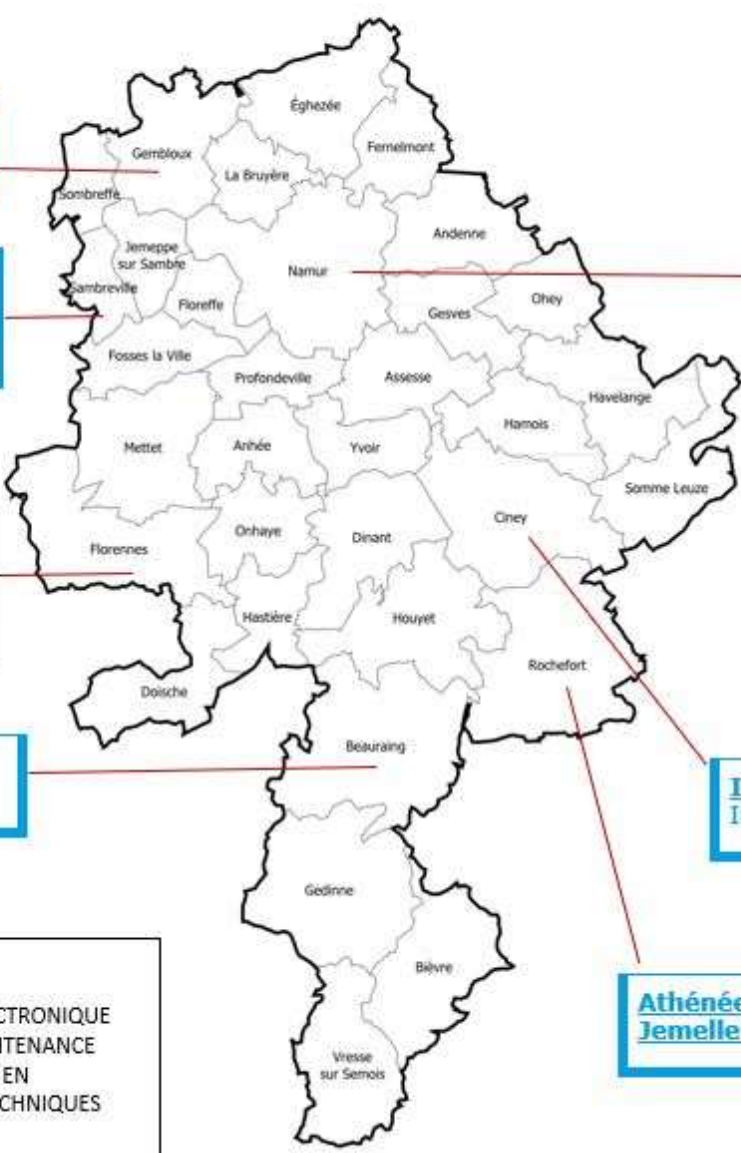 Éghezée
Gembloux
Fernelmont
La Bruyère
Sombreffe
Andenne
Jemeppe
sur Sambre
Namur
Sambreville
Floreffe
Ohey
Gesves
Fosses la Ville
Profondeville
Assesse
Havelange
Hamois
Mettet
Anhée
Yvoir
Somme Leuze
Ciney
Onhaye
Dinant
Florennes
Hastière
Houyet
Rochefort
Doische
Beauraing
Gedinne
Bièvre
Athénée
Jemelle
CTRONIQUE
TENANCE
EN
CHNIQUES
Vresse
sur Semois